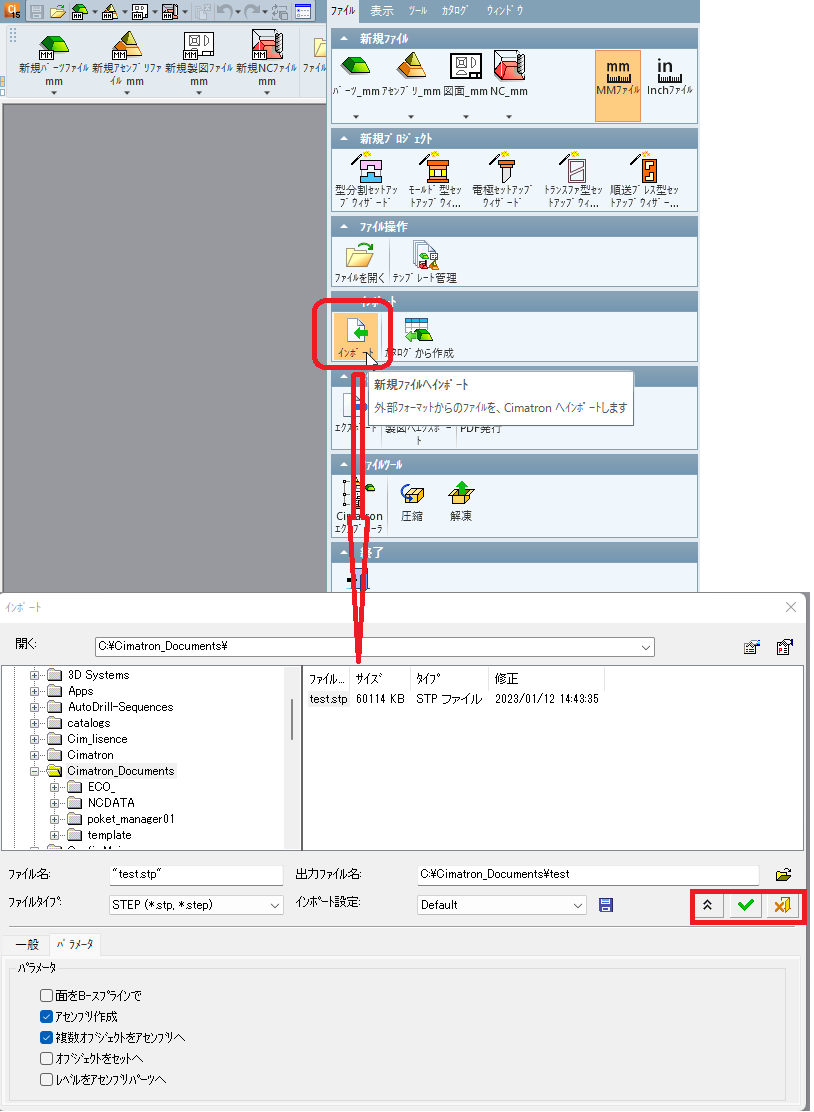 15
ファイル 表示 ツール カタログ ウィンドウ
新規パーツファイル mm
新規アセンブリファイル mm
新規製図ファイル mm
新規NCファイル mm
ファイル
新規ファイル
パーツ_mm アセンブリ_mm 図面_mm NC_mm
mm
MMファイル
in
Inchファイル
新規プロジェクト
型分割セットアップウィザード
モールド型セットアップウィ...
電極セットアップウィザード
トランスファ型セットアップウィ...
順送プレス型セットアップウィザー...
ファイル操作
ファイルを開く テンプレート管理
インポート
インポート カタログから作成
新規ファイルへインポート
外部フォーマットからのファイルを、Cimatron へインポートします
エクスポート 製図へエクスポート PDF発行
ファイルツール
Cimatron エクスプローラ
圧縮 解凍
終了
インポート
開く: C:¥Cimatron_Documents¥
3D Systems
Apps
AutoDrill-Sequences
catalogs
Cim_lisence
Cimatron
Cimatron_Documents
ECO_
NCDATA
poket_manager01
template
ファイル... サイズ タイプ 修正
test.stp 60114 KB STP ファイル 2023/01/12 14:43:35
ファイル名: "test.stp" 出力ファイル名: C:¥Cimatron_Documents¥test
ファイルタイプ: STEP (*.stp, *.step) インポート設定: Default
一般 パラメータ
パラメータ
面をB-スプラインで
アセンブリ作成
複数オブジェクトをアセンブリへ
オブジェクトをセットへ
レベルをアセンブリパーツへ